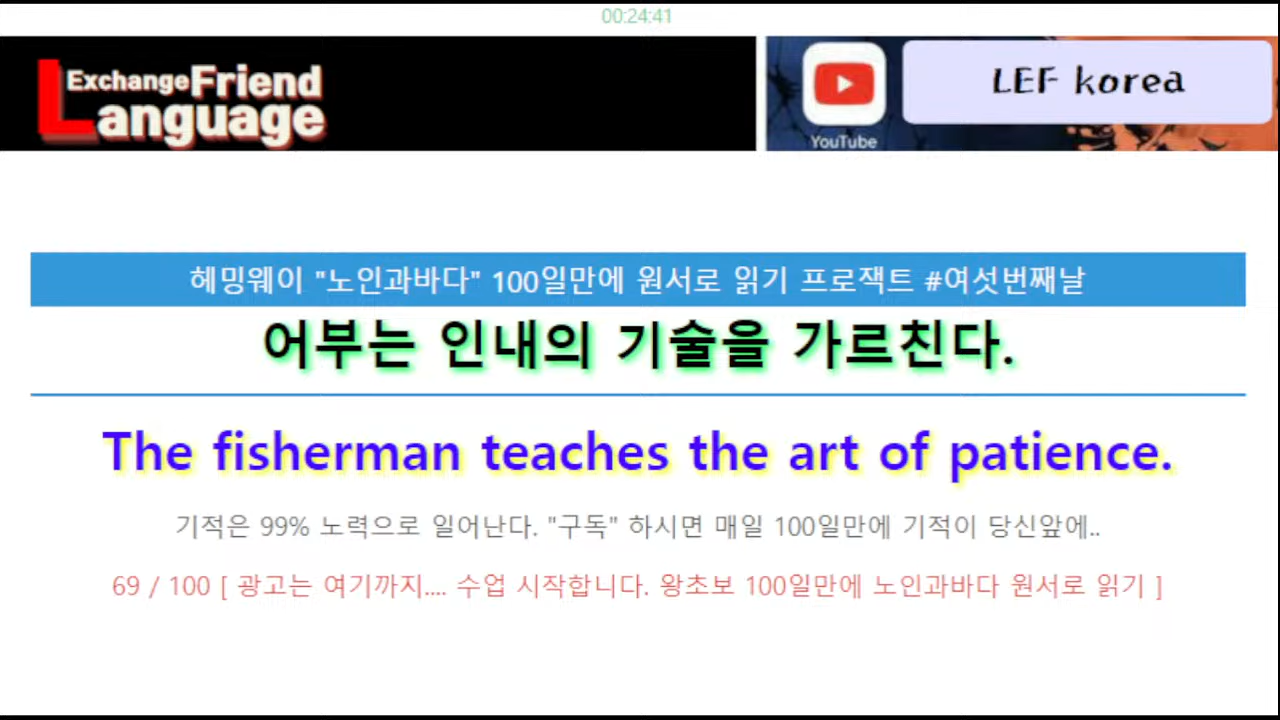 00:24:41
ExchangeFriend
Language
LEF korea
YouTube
헤밍웨이 "노인과바다" 100일만에 원서로 읽기 프로잭트 #여섯번째날
어부는 인내의 기술을 가르친다.
The fisherman teaches the art of patience.
기적은 99% 노력으로 일어난다. "구독" 하시면 매일 100일만에 기적이 당신앞에..
69 / 100 [ 광고는 여기까지.... 수업 시작합니다. 왕초보 100일만에 노인과바다 원서로 읽기 ]